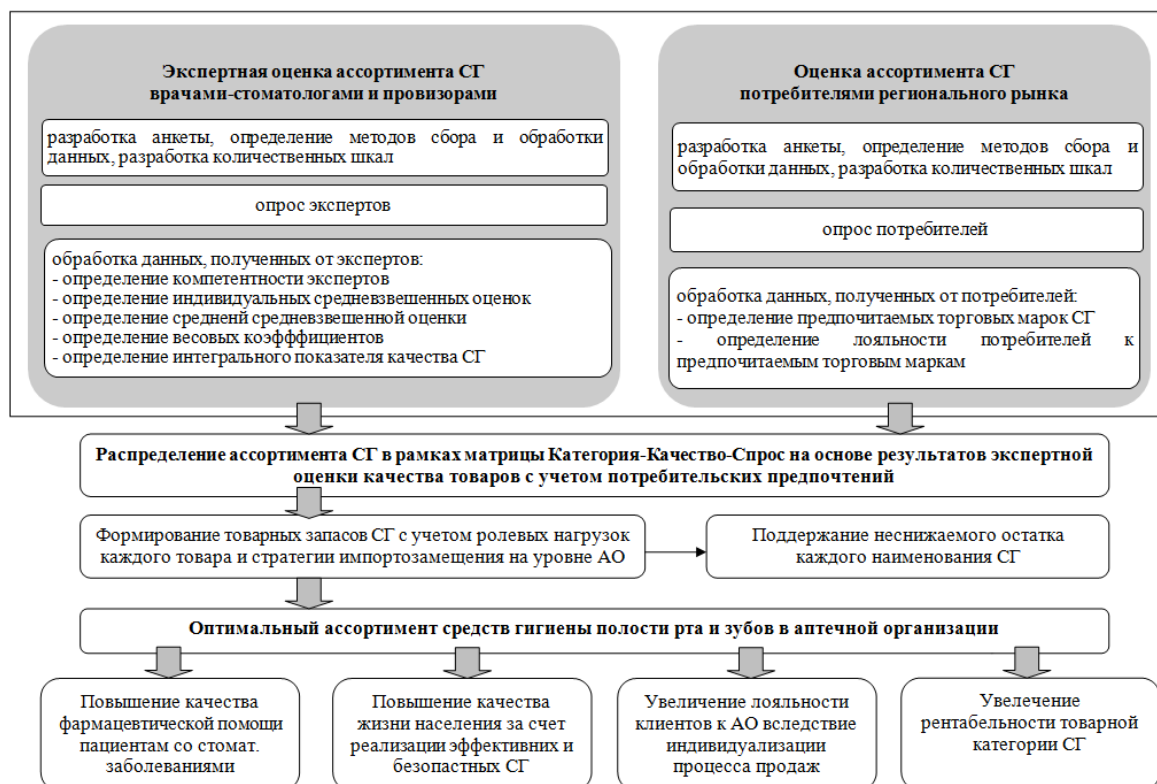 Экспертная оценка ассортимента СГ
врачами-стоматологами и провизорами
разработка анкеты, определение методов сбора и обработки
данных, разработка количественных шкал
опрос экспертов
обработка данных, полученных от экспертов:
- определение компетентности экспертов
- определение индивидуальных средневзвешенных оценок
- определение средненй средневзвешенной оценки
- определение весовых коэфффициентов
- определение интегрального показателя качества СГ
Оценка ассортимента СГ
потребителями регионального рынка
разработка анкеты, определение методов сбора и
обработки данных, разработка количественных шкал
опрос потребителей
обработка данных, полученных от потребителей:
- определение предпочитаемых торговых марок СГ
- определение лояльности потребителей к
предпочитаемым торговым маркам
Распределение ассортимента СГ в рамках матрицы Категория-Качество-Спрос на основе результатов экспертной
оценки качества товаров с учетом потребительских предпочтений
Формирование товарных запасов СГ с учетом ролевых нагрузок
каждого товара и стратегии импортозамещения на уровне АО
Поддержание неснижаемого остатка
каждого наименования СГ
Оптимальный ассортимент средств гигиены полости рта и зубов в аптечной организации
Повышение качества
фармацевтической помощи
пациентам со стомат.
заболеваниями
Повышение качества
жизни населения за счет
реализации эффективних и
безопастных СГ
Увеличение лояльности
клиентов к АО вследствие
индивидуализации
процесса продаж
Увелечение
рентабельности товарной
категории СГ